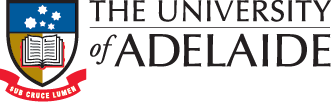 THE UNIVERSITY
of ADELAIDE
SUB CRUCE LUMEN